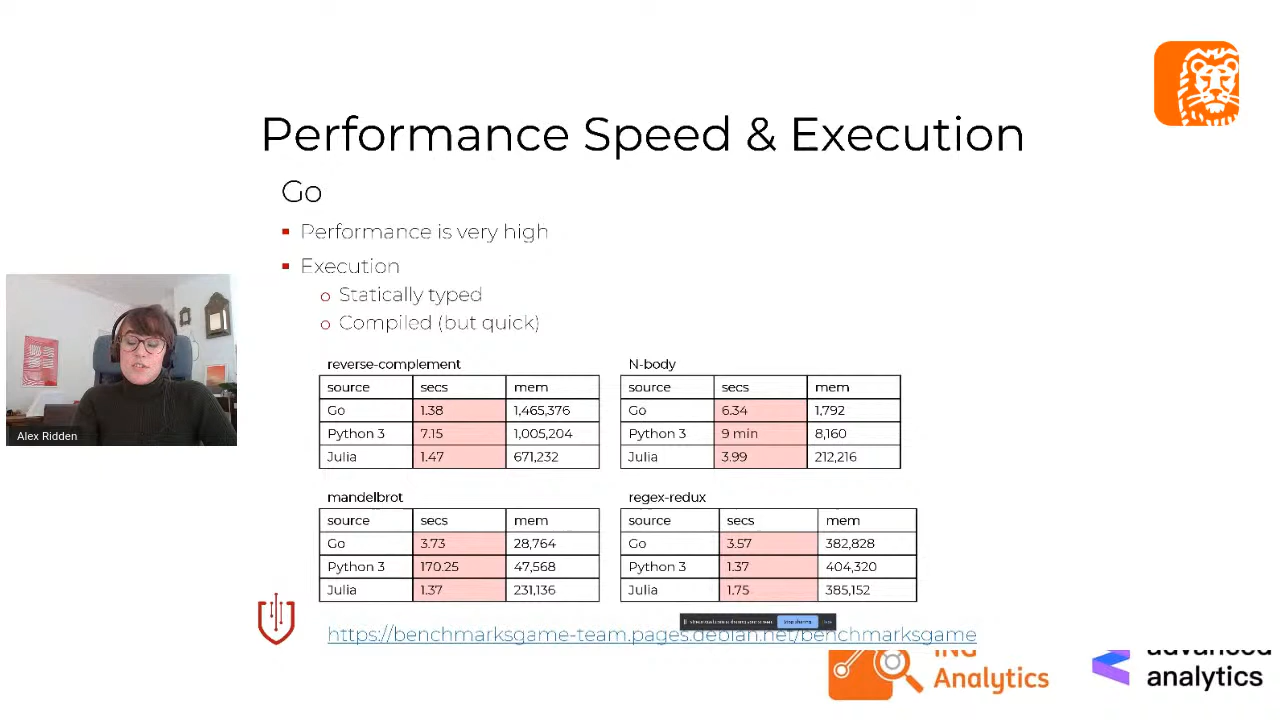 Performance Speed & Execution
Go
Performance is very high
Execution
Statically typed
Compiled (but quick)
reverse-complement
source secs mem
Go 1.38 1,465,376
Python 3 7.15 1,005,204
Julia 1.47 671,232
N-body
source secs mem
Go 6.34 1,792
Python 3 9 min 8,160
Julia 3.99 212,216
mandelbrot
source secs mem
Go 3.73 28,764
Python 3 170.25 47,568
Julia 1.37 231,136
regex-redux
source secs mem
Go 3.57 382,828
Python 3 1.37 404,320
Julia 1.75 385,152
Alex Ridden
Stop sharing
https://benchmarksgame-team.pages.debian.net/benchmarksgame
ING
Analytics
advanced
analytics